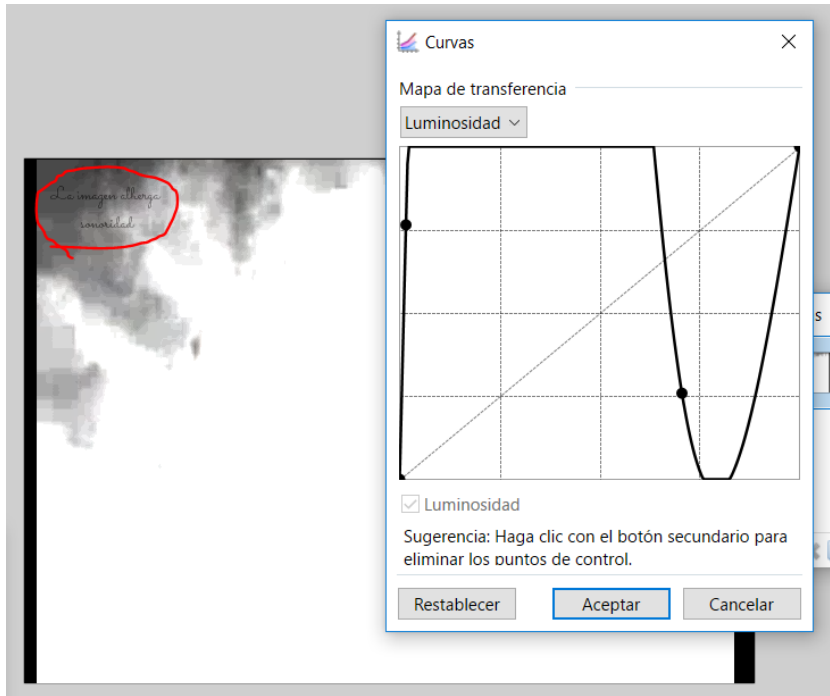 Curvas
Mapa de transferencia
Luminosidad
La imagen alberga
sonoridad
s
Luminosidad
Sugerencia: Haga clic con el botón secundario para
eliminar los puntos de control.
Restablecer
Aceptar
Cancelar